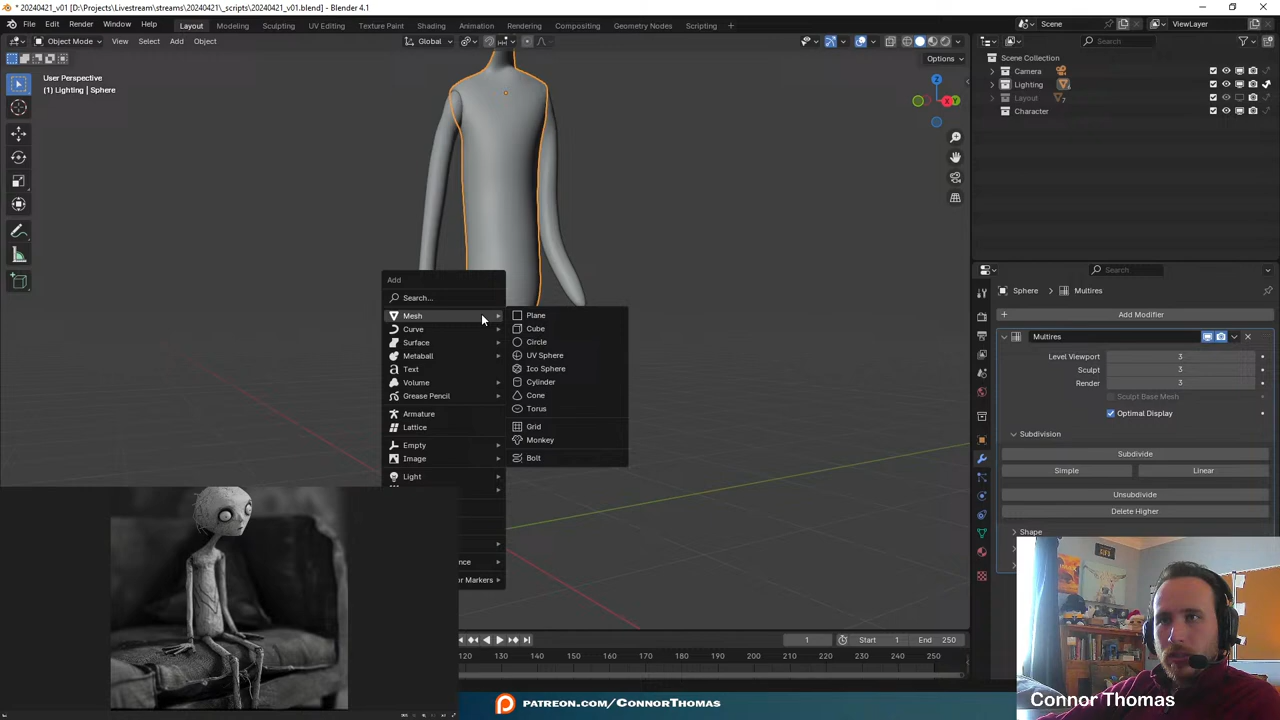 * 20240421_v01 [D:\Projects\Livestream\streams\20240421\_scripts\20240421_v01.blend] - Blender 4.1
File Edit Render Window Help
Layout Modeling Sculpting UV Editing Texture Paint Shading Animation Rendering Compositing Geometry Nodes Scripting
Scene ViewLayer
Object Mode View Select Add Object
Global
Options
User Perspective
(1) Lighting | Sphere
Z X Y
Add
Search...
Mesh
Curve
Surface
Metaball
Text
Volume
Grease Pencil
Armature
Lattice
Empty
Image
Light
Plane
Cube
Circle
UV Sphere
Ico Sphere
Cylinder
Cone
Torus
Grid
Monkey
Bolt
Search
Scene Collection
Camera
Lighting
Layout 7
Character
Search
Sphere Multires
Add Modifier
Multires
Level Viewport 3
Sculpt 3
Render 3
Sculpt Base Mesh
Optimal Display
Subdivision
Subdivide
Simple Linear
Unsubdivide
Delete Higher
Shape
1 Start 1 End 250
120 130 140 150 160 170 180 190 200 210 220 230 240 250
PATREON.COM/CONNORTHOMAS
Connor Thomas